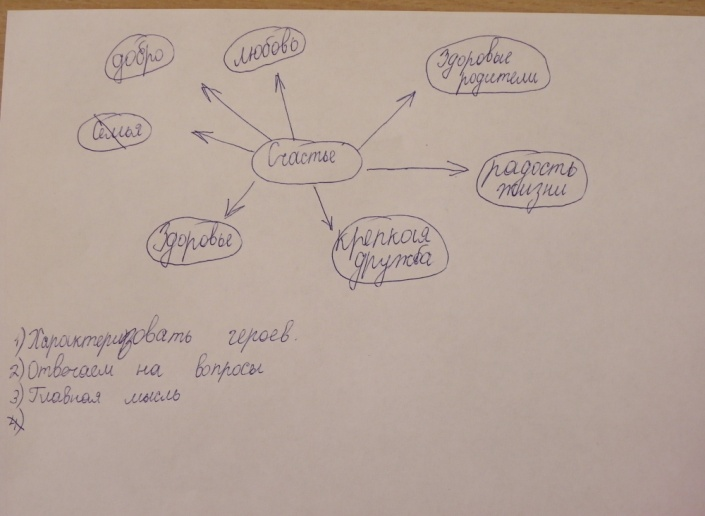 добро
любовь
Здоровые
родители
Семья
Счастье
радость
жизни
Здоровье
крепкая
дружба
1) Характеризовать героев.
2) Отвечаем на вопросы
3) Главная мысль
4)